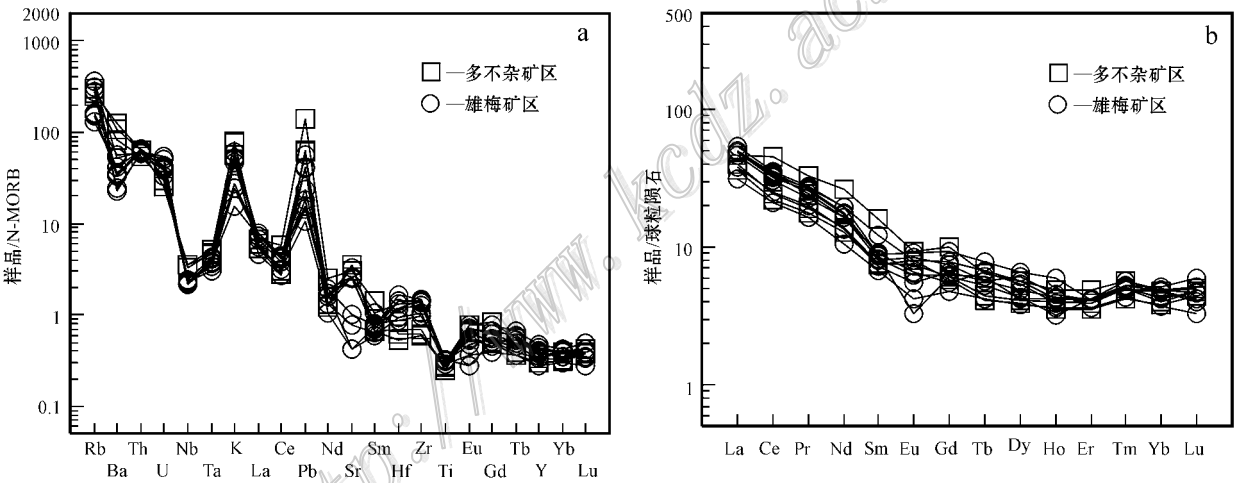 a
2000
1000
100
10
1
0.1
样品/N-MORB
多不杂矿区
雄梅矿区
Rb Th Nb K Ce Nd Sm Zr Eu Tb Yb
Ba U Ta La Pb Sr Hf Ti Gd Y Lu
b
500
100
10
1
样品/球粒陨石
多不杂矿区
雄梅矿区
La Ce Pr Nd Sm Eu Gd Tb Dy Ho Er Tm Yb Lu
www.kcdz.ac